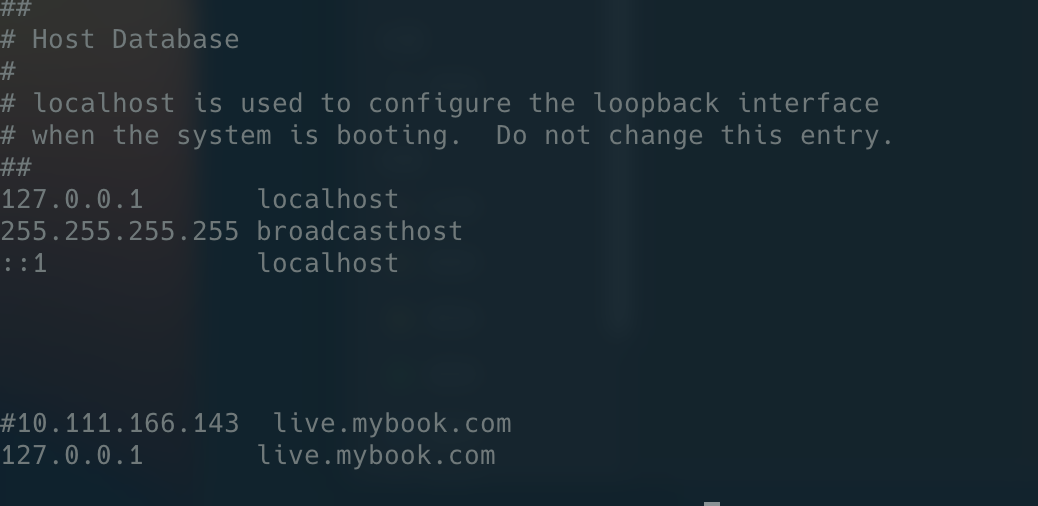 ##
# Host Database
#
# localhost is used to configure the loopback interface
# when the system is booting.  Do not change this entry.
##
127.0.0.1       localhost
255.255.255.255 broadcasthost
::1             localhost
#10.111.166.143  live.mybook.com
127.0.0.1       live.mybook.com